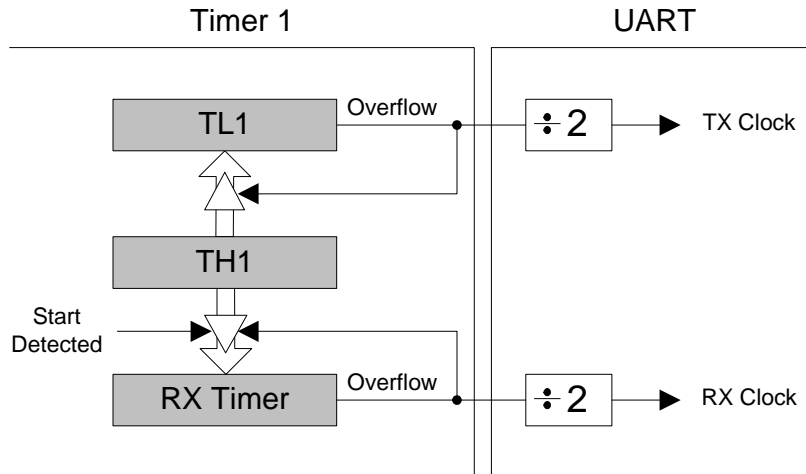 Timer 1
UART
TL1
Overflow
÷ 2
TX Clock
TH1
Start
Detected
RX Timer
Overflow
÷ 2
RX Clock